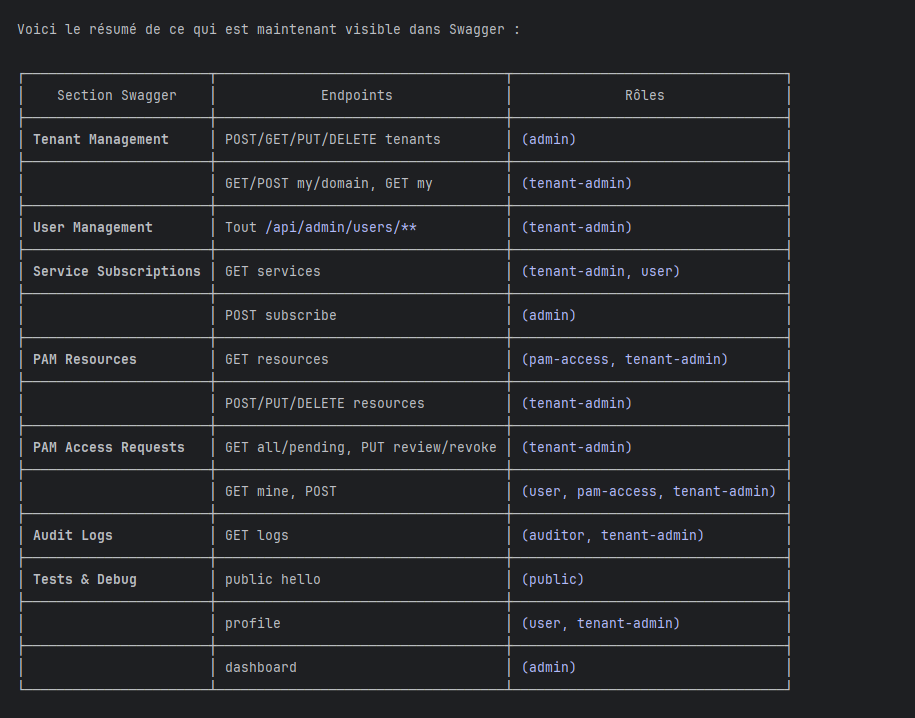 Voici le résumé de ce qui est maintenant visible dans Swagger :
Section Swagger Endpoints Rôles
Tenant Management POST/GET/PUT/DELETE tenants (admin)
GET/POST my/domain, GET my (tenant-admin)
User Management Tout /api/admin/users/** (tenant-admin)
Service Subscriptions GET services (tenant-admin, user)
POST subscribe (admin)
PAM Resources GET resources (pam-access, tenant-admin)
POST/PUT/DELETE resources (tenant-admin)
PAM Access Requests GET all/pending, PUT review/revoke (tenant-admin)
GET mine, POST (user, pam-access, tenant-admin)
Audit Logs GET logs (auditor, tenant-admin)
Tests & Debug public hello (public)
profile (user, tenant-admin)
dashboard (admin)